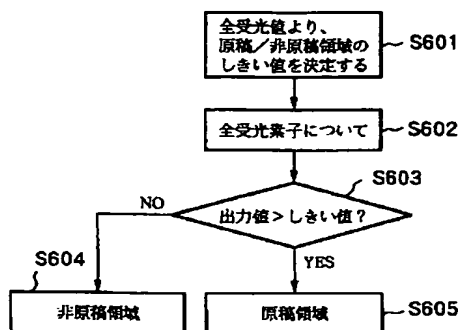 全受光値より、
原稿/非原稿領域の
しきい値を決定する
S601
全受光素子について
S602
S603
出力値>しきい値?
NO
YES
S604
非原稿領域
原稿領域
S605